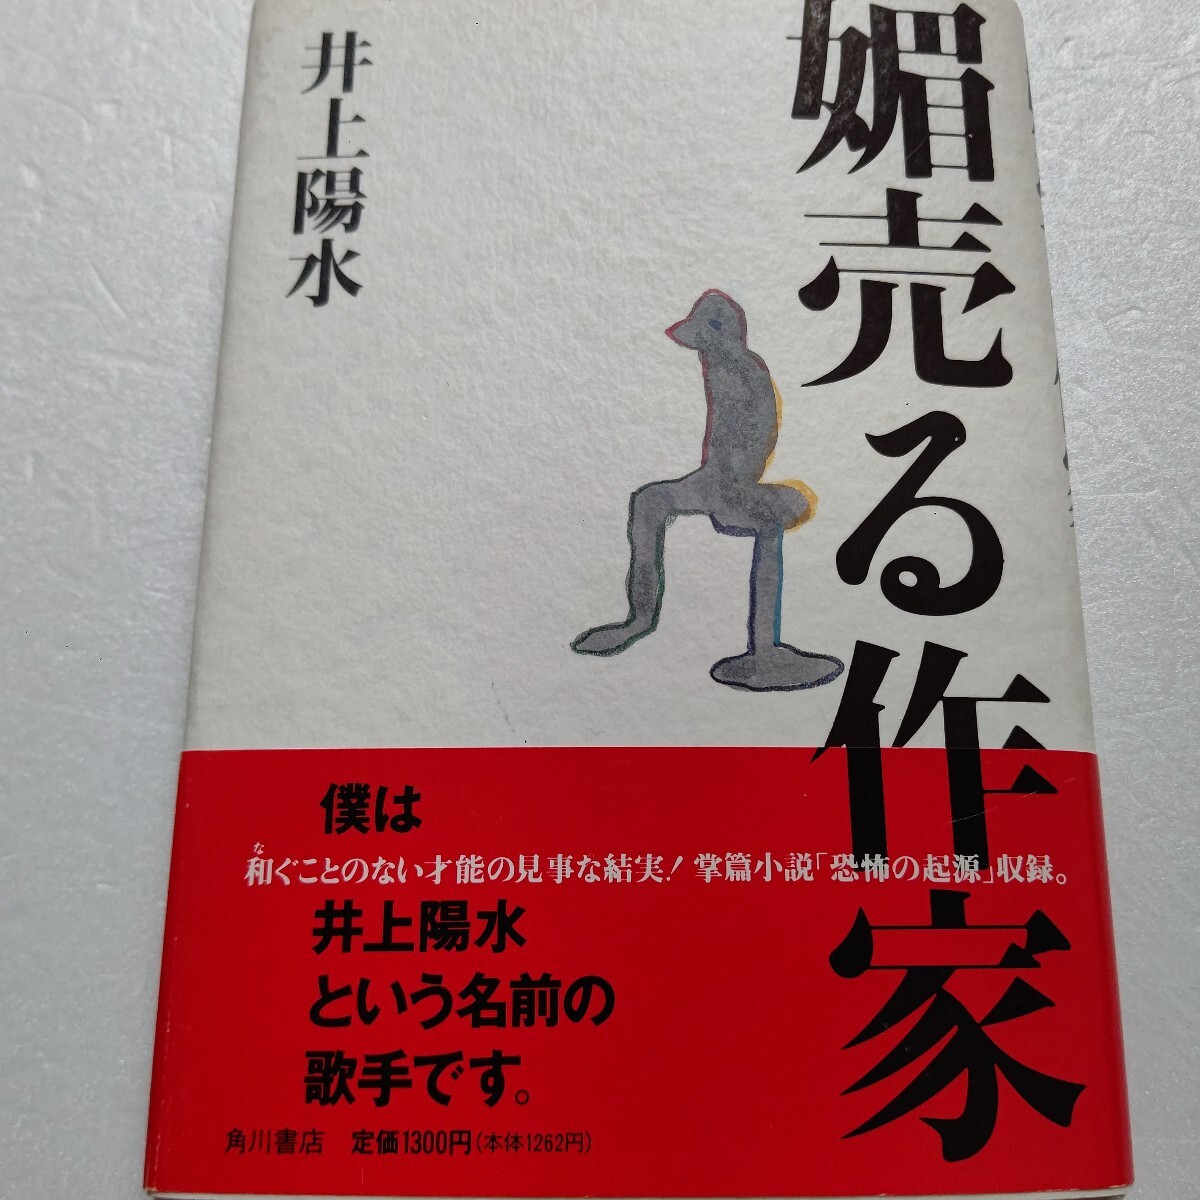 媚売る作家
井上陽水
僕は
な
和ぐことのない才能の見事な結実!掌篇小説「恐怖の起源」収録。
井上陽水
という名前の
歌手です。
角川書店 定価1300円(本体1262円)